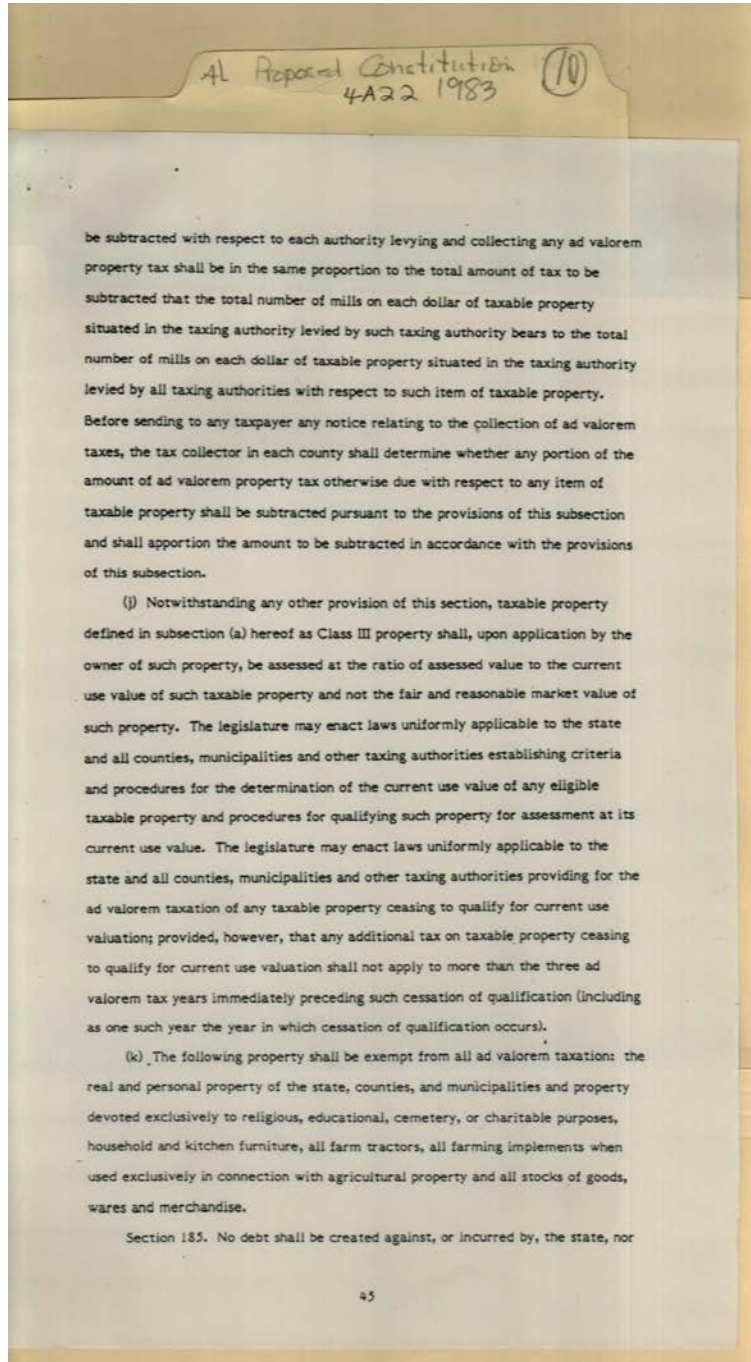 AL Proposed Constitution (10)
4A22 1983
be subtracted with respect to each authority levying and collecting any ad valorem
property tax shall be in the same proportion to the total amount of tax to be
subtracted that the total number of mills on each dollar of taxable property
situated in the taxing authority levied by such taxing authority bears to the total
number of mills on each dollar of taxable property situated in the taxing authority
levied by all taxing authorities with respect to such item of taxable property.
Before sending to any taxpayer any notice relating to the collection of ad valorem
taxes, the tax collector in each county shall determine whether any portion of the
amount of ad valorem property tax otherwise due with respect to any item of
taxable property shall be subtracted pursuant to the provisions of this subsection
and shall apportion the amount to be subtracted in accordance with the provisions
of this subsection.
(j) Notwithstanding any other provision of this section, taxable property
defined in subsection (a) hereof as Class III property shall, upon application by the
owner of such property, be assessed at the ratio of assessed value to the current
use value of such taxable property and not the fair and reasonable market value of
such property. The legislature may enact laws uniformly applicable to the state
and all counties, municipalities and other taxing authorities establishing criteria
and procedures for the determination of the current use value of any eligible
taxable property and procedures for qualifying such property for assessment at its
current use value. The legislature may enact laws uniformly applicable to the
state and all counties, municipalities and other taxing authorities providing for the
ad valorem taxation of any taxable property ceasing to qualify for current use
valuation; provided, however, that any additional tax on taxable property ceasing
to qualify for current use valuation shall not apply to more than the three ad
valorem tax years immediately preceding such cessation of qualification (including
as one such year the year in which cessation of qualification occurs).
(k) The following property shall be exempt from all ad valorem taxation: the
real and personal property of the state, counties, and municipalities and property
devoted exclusively to religious, educational, cemetery, or charitable purposes,
household and kitchen furniture, all farm tractors, all farming implements when
used exclusively in connection with agricultural property and all stocks of goods,
wares and merchandise.
Section 185. No debt shall be created against, or incurred by, the state, nor
45